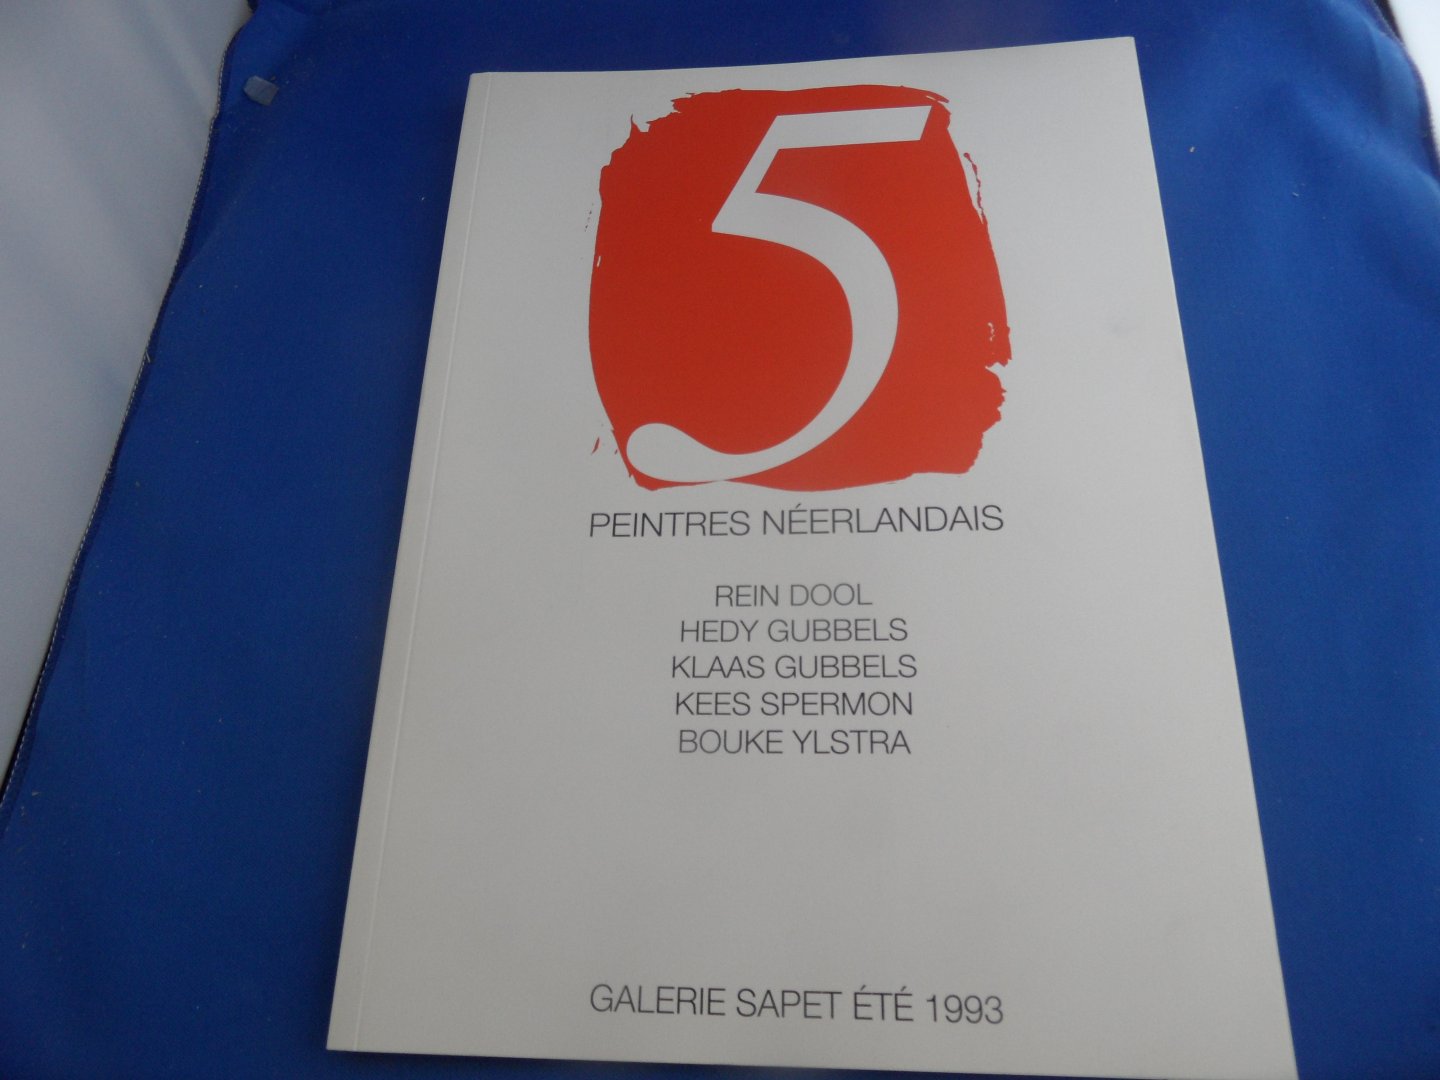 5
PEINTRES NÉERLANDAIS
REIN DOOL
HEDY GUBBELS
KLAAS GUBBELS
KEES SPERMON
BOUKE YLSTRA
GALERIE SAPET ÉTÉ 1993